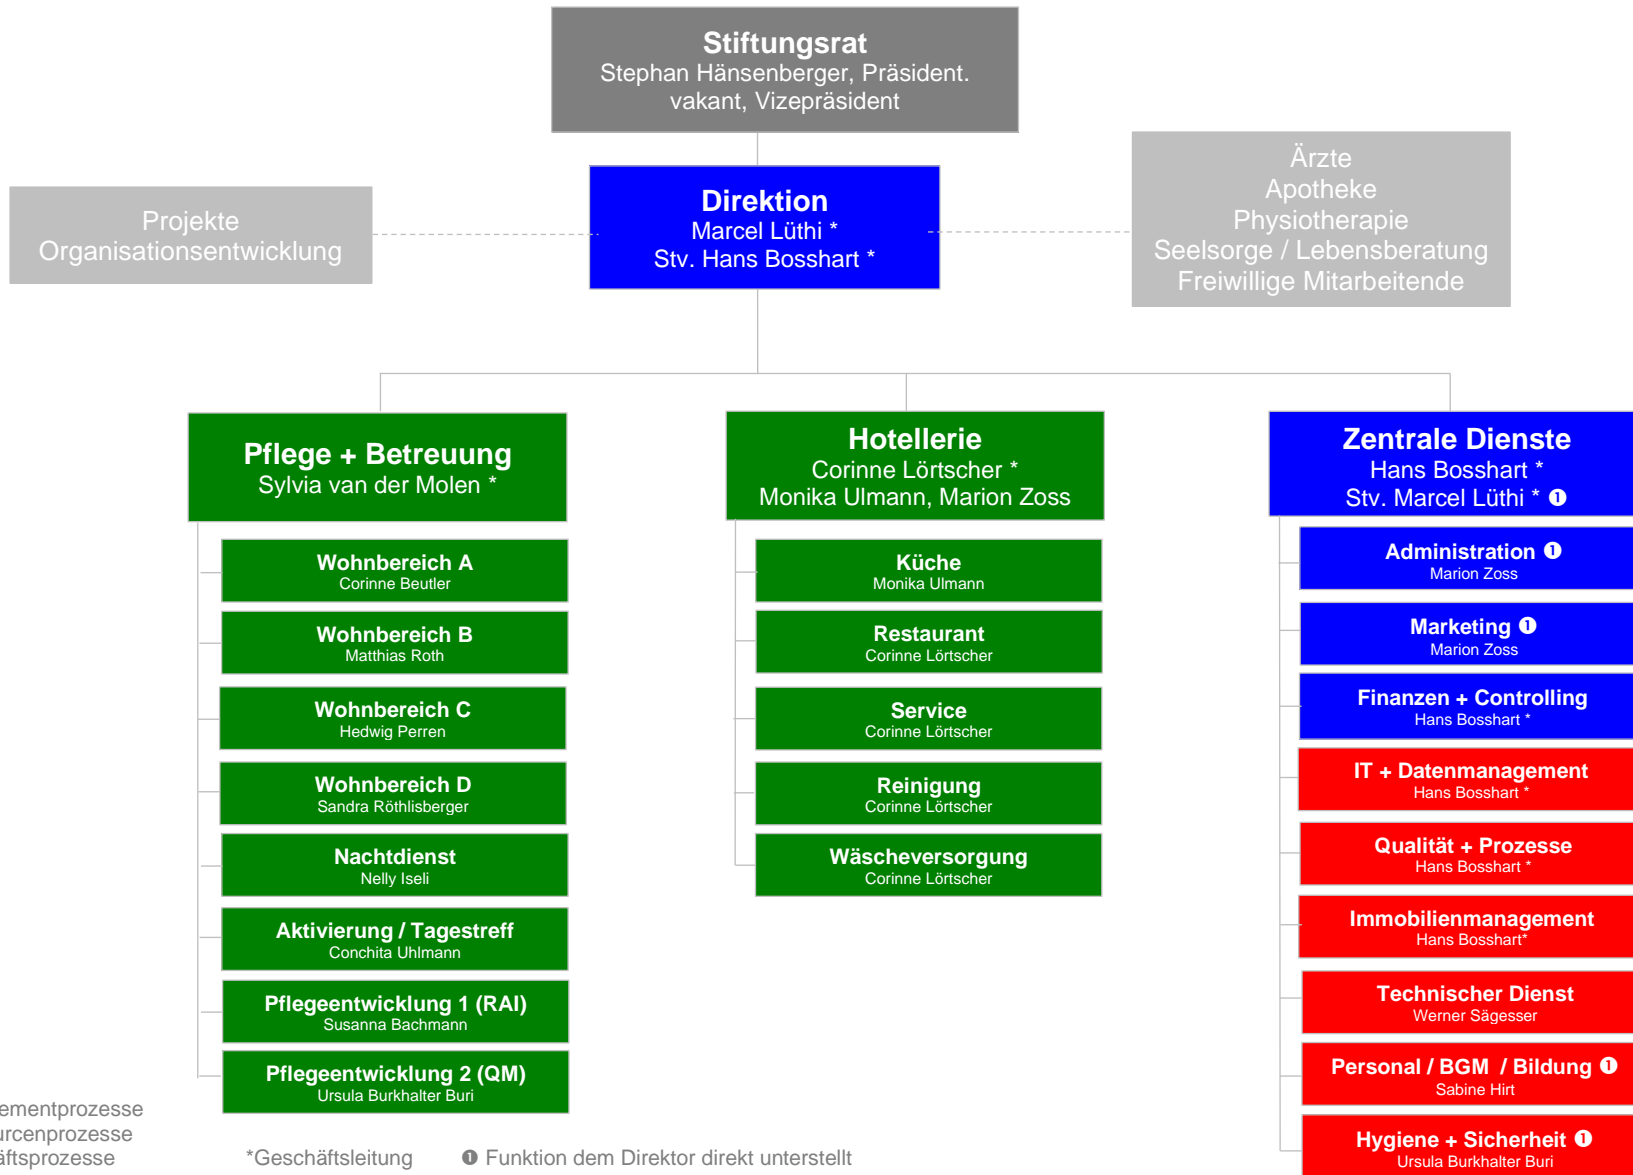 Stiftungsrat
Stephan Hänsenberger, Präsident.
vakant, Vizepräsident
Projekte
Organisationsentwicklung
Direktion
Marcel Lüthi *
Stv. Hans Bosshart *
Ärzte
Apotheke
Physiotherapie
Seelsorge / Lebensberatung
Freiwillige Mitarbeitende
Pflege + Betreuung
Sylvia van der Molen *
Wohnbereich A
Corinne Beutler
Wohnbereich B
Matthias Roth
Wohnbereich C
Hedwig Perren
Wohnbereich D
Sandra Röthlisberger
Nachtdienst
Nelly Iseli
Aktivierung / Tagestreff
Conchita Uhlmann
Pflegeentwicklung 1 (RAI)
Susanna Bachmann
Pflegeentwicklung 2 (QM)
Ursula Burkhalter Buri
Hotellerie
Corinne Lörtscher *
Monika Ulmann, Marion Zoss
Küche
Monika Ulmann
Restaurant
Corinne Lörtscher
Service
Corinne Lörtscher
Reinigung
Corinne Lörtscher
Wäscheversorgung
Corinne Lörtscher
Zentrale Dienste
Hans Bosshart *
Stv. Marcel Lüthi * ❶
Administration ❶
Marion Zoss
Marketing ❶
Marion Zoss
Finanzen + Controlling
Hans Bosshart *
IT + Datenmanagement
Hans Bosshart *
Qualität + Prozesse
Hans Bosshart *
Immobilienmanagement
Hans Bosshart*
Technischer Dienst
Werner Sägesser
Personal / BGM / Bildung ❶
Sabine Hirt
Hygiene + Sicherheit ❶
Ursula Burkhalter Buri
ementprozesse
urcenprozesse
äftsprozesse
*Geschäftsleitung ❶ Funktion dem Direktor direkt unterstellt